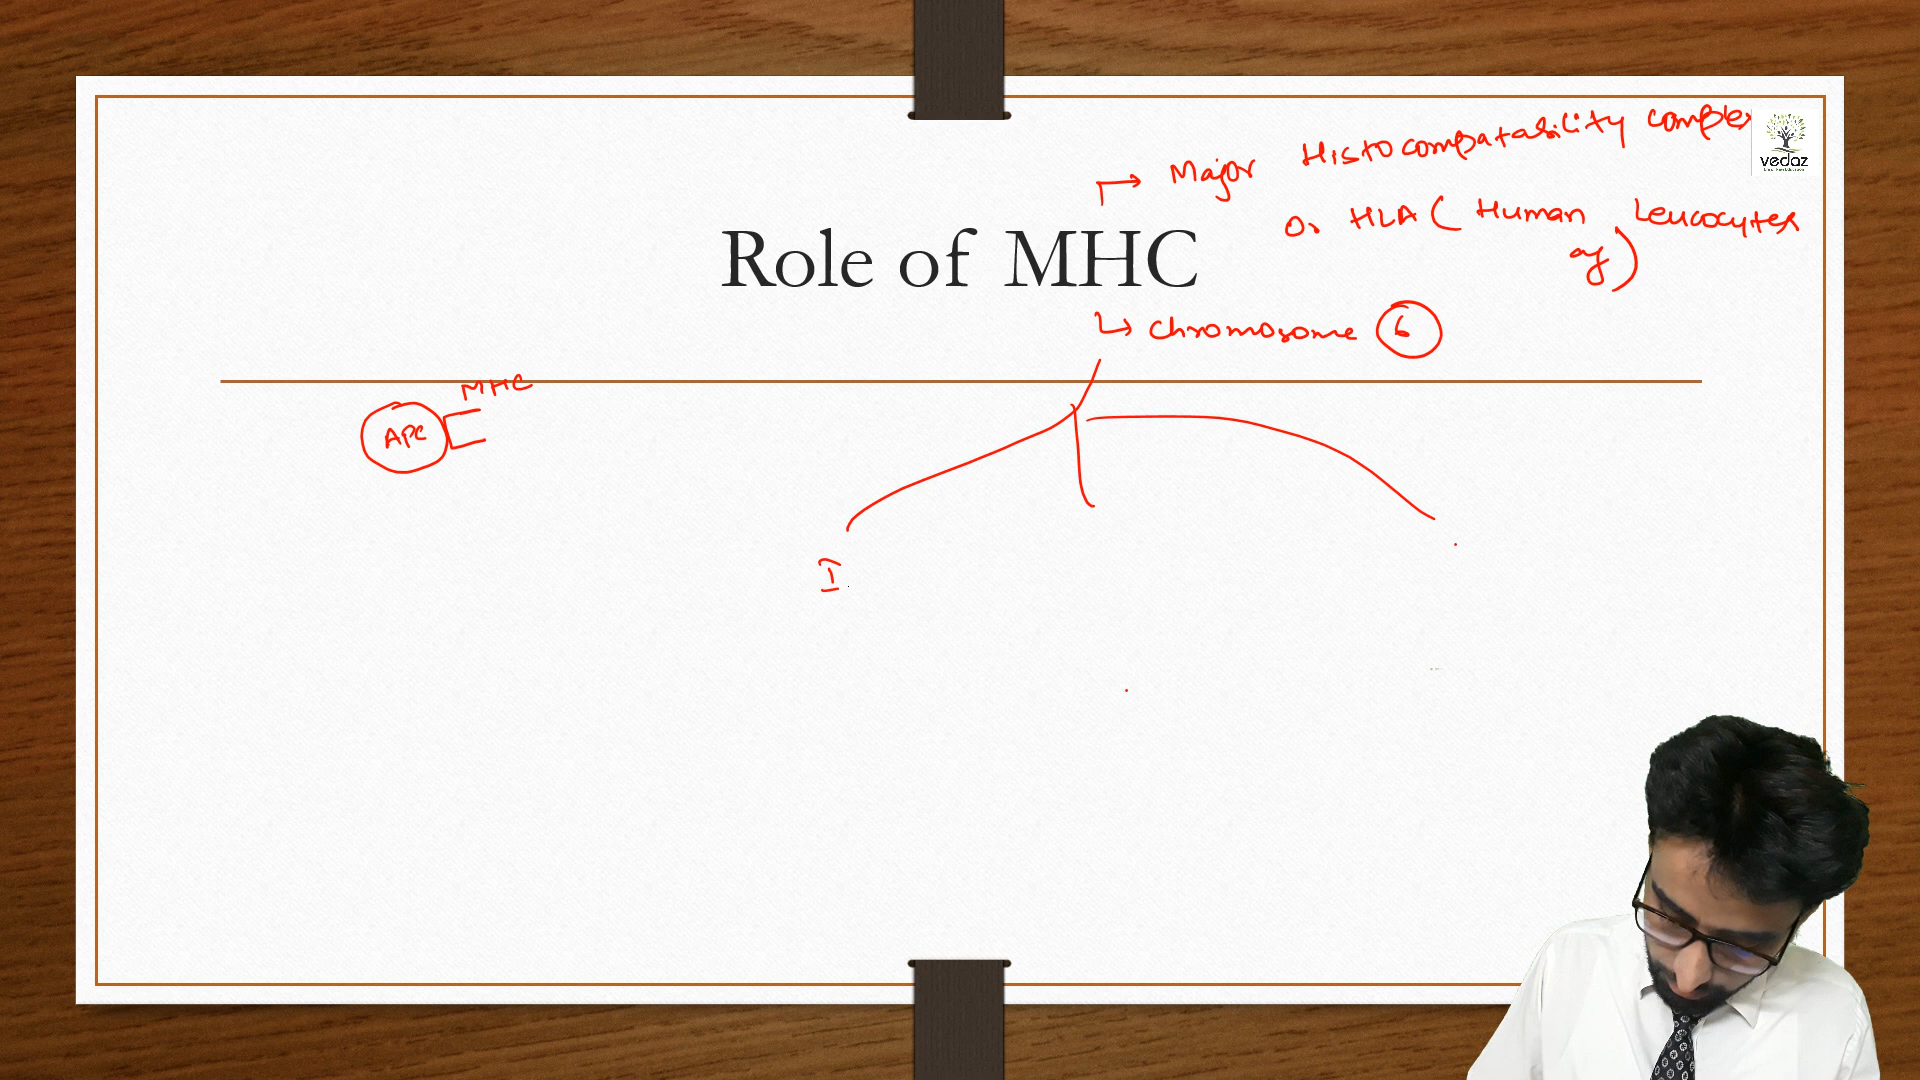 Major Histocompatability complex
vedaz
Or HLA (Human Leucocytes
ag)
Role of MHC
Chromosome 6
MHC
APC
I